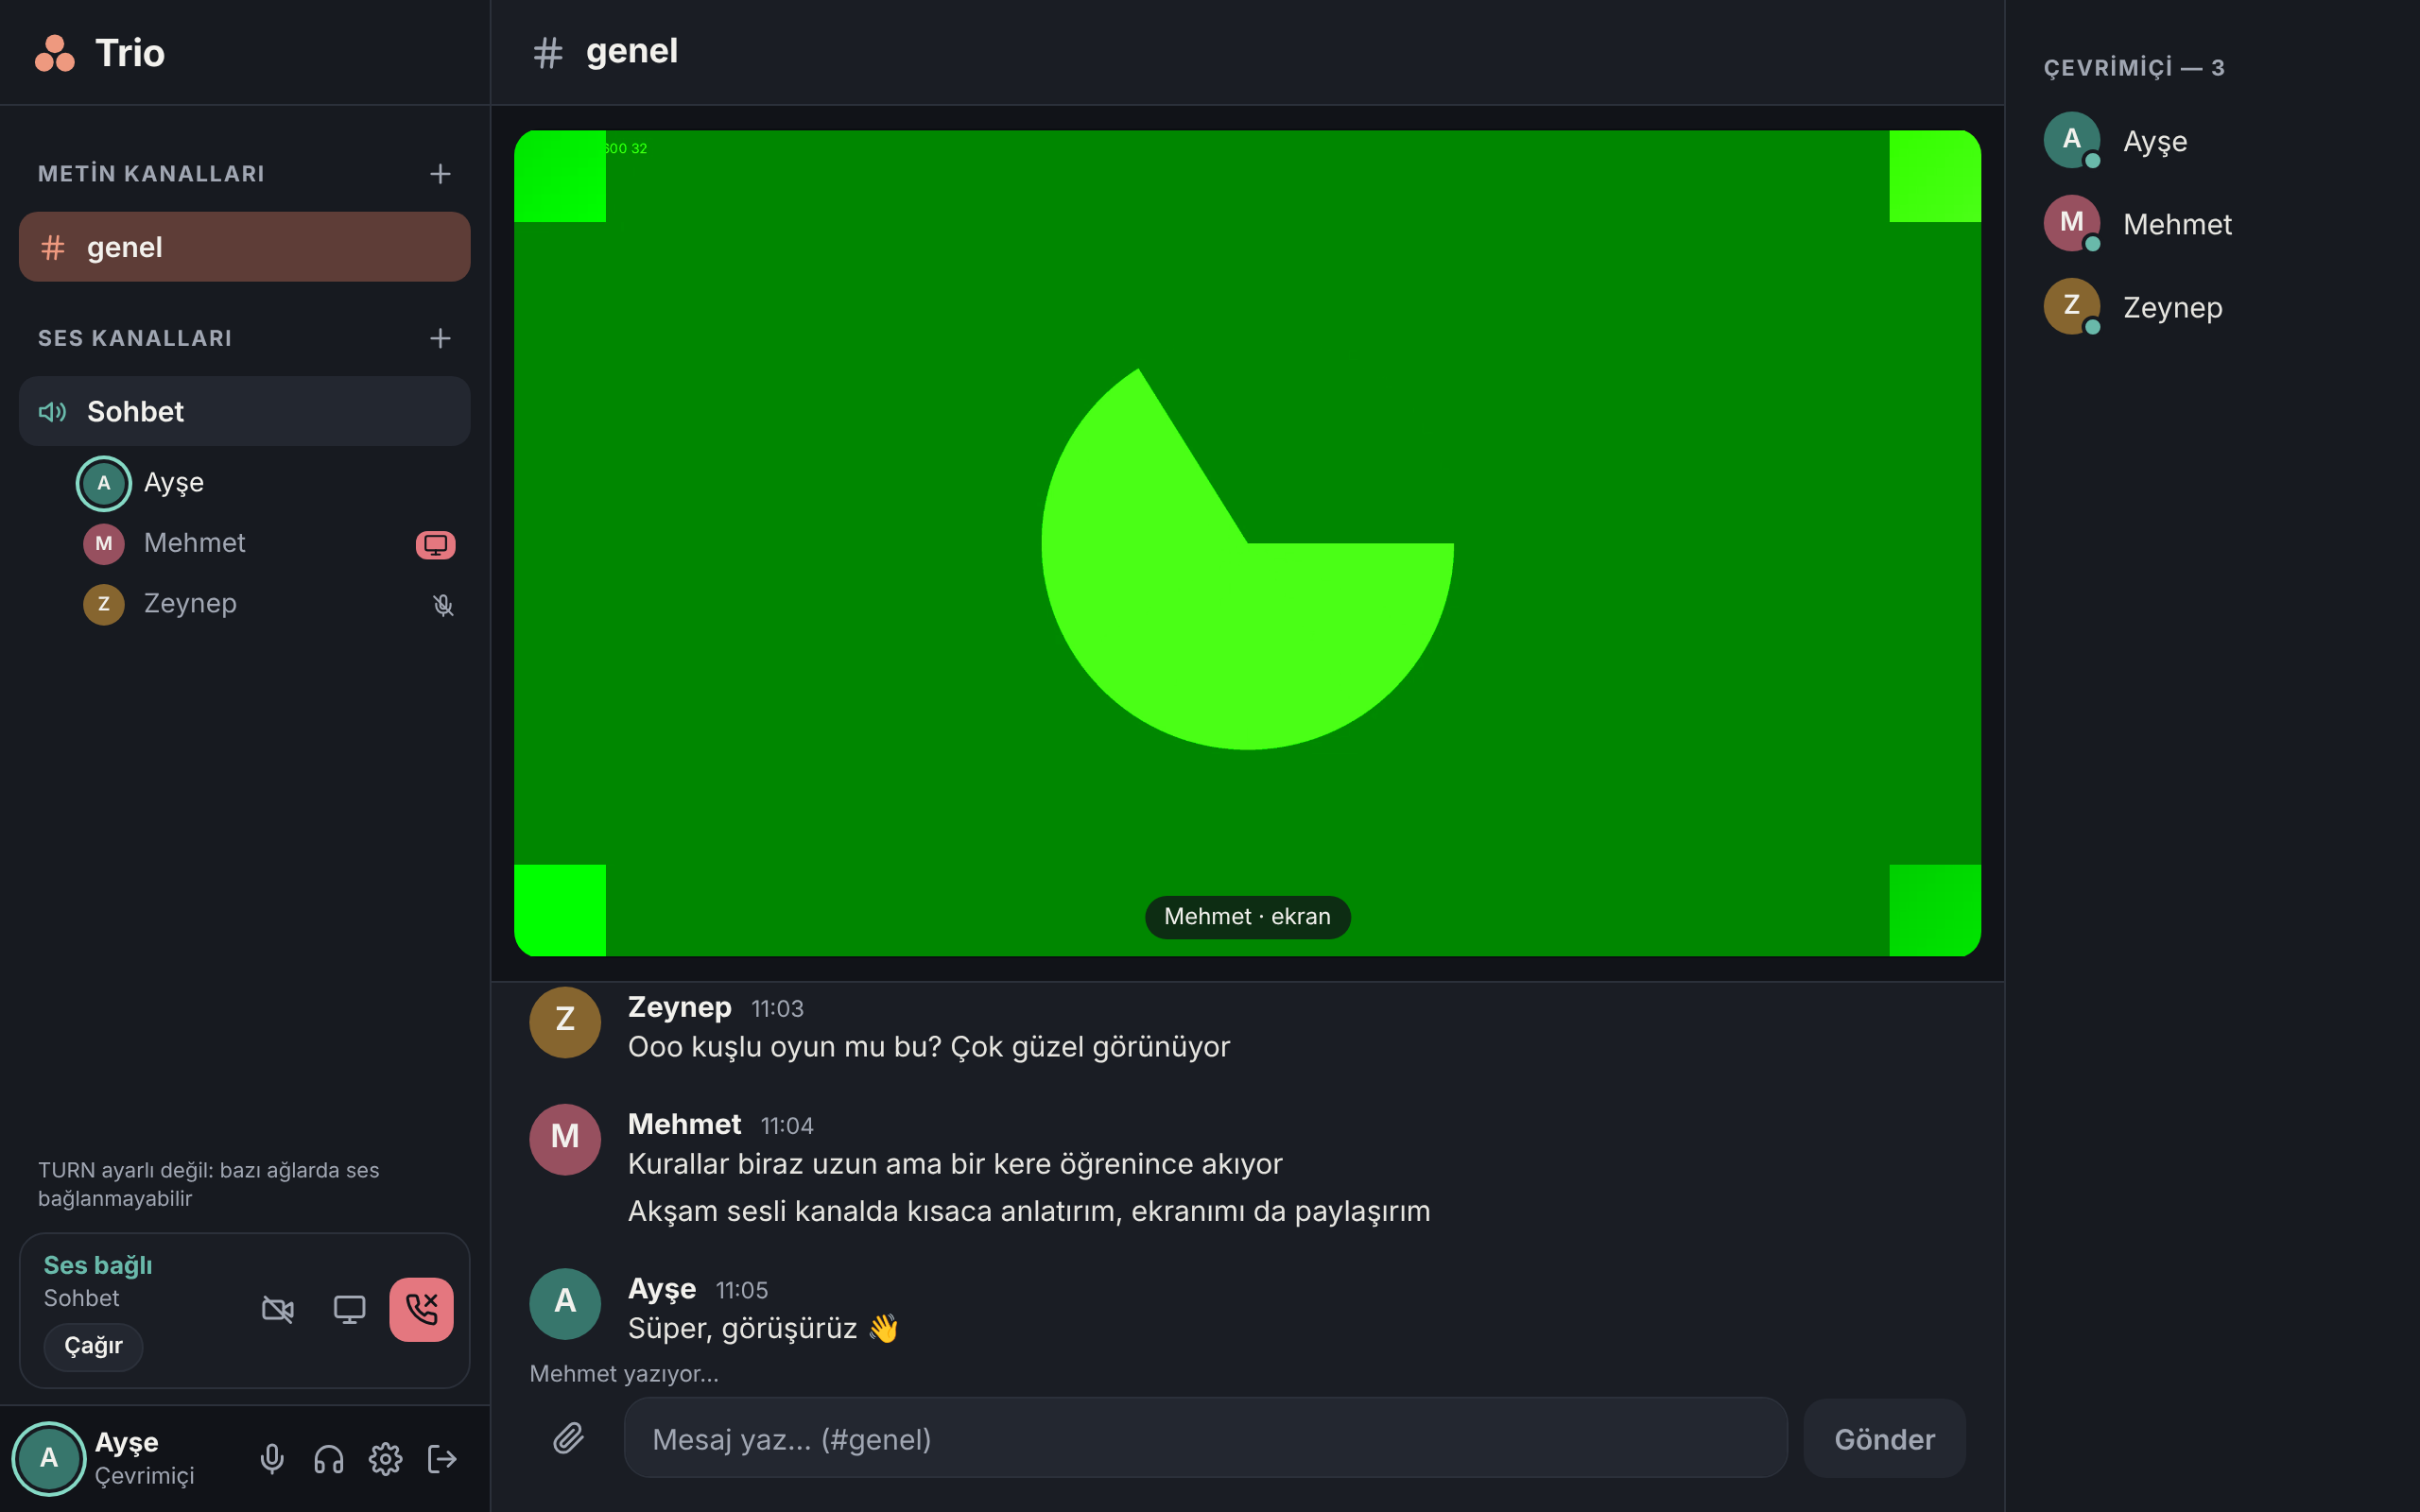 Trio
METİN KANALLARI
genel
SES KANALLARI
Sohbet
A Ayşe
M Mehmet
Z Zeynep
TURN ayarlı değil: bazı ağlarda ses
bağlanmayabilir
Ses bağlı
Sohbet
Çağır
A Ayşe
Çevrimiçi
# genel
600 32
Mehmet · ekran
Z Zeynep 11:03
Ooo kuşlu oyun mu bu? Çok güzel görünüyor
M Mehmet 11:04
Kurallar biraz uzun ama bir kere öğrenince akıyor
Akşam sesli kanalda kısaca anlatırım, ekranımı da paylaşırım
A Ayşe 11:05
Süper, görüşürüz 👋
Mehmet yazıyor...
Mesaj yaz... (#genel)
Gönder
ÇEVRİMİÇİ — 3
A Ayşe
M Mehmet
Z Zeynep